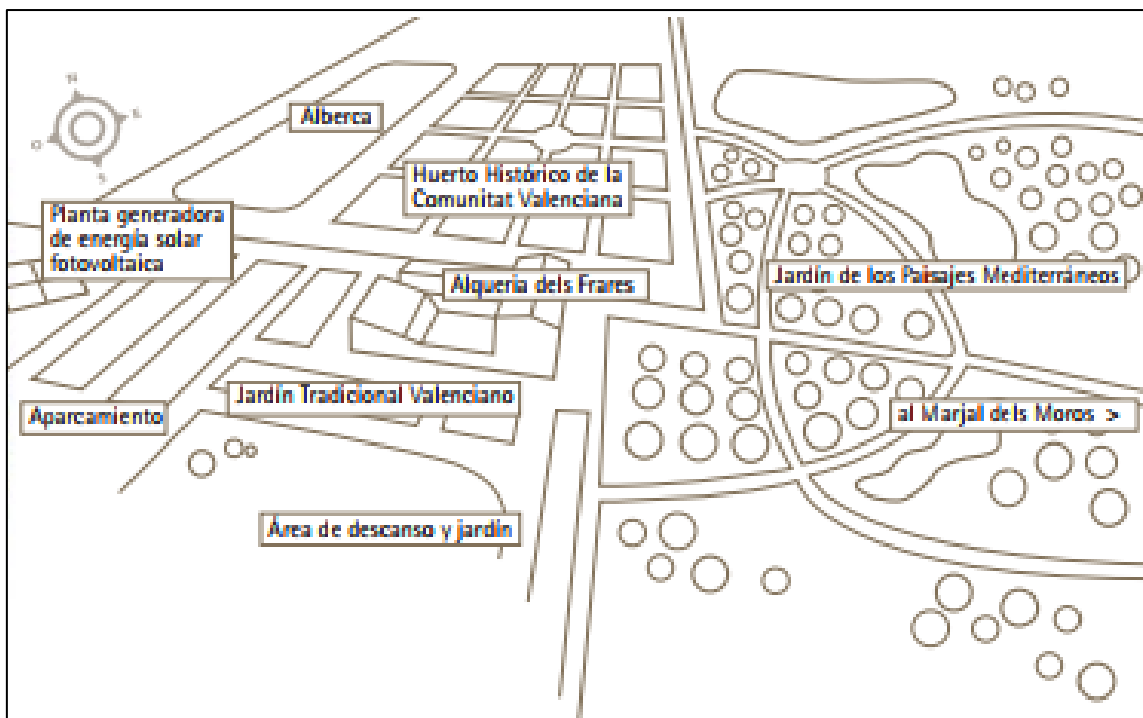 N
E
O
S
Alberca
Huerto Histórico de la
Comunitat Valenciana
Planta generadora
de energía solar
fotovoltaica
Alqueria dels Frares
Jardín de los Paisajes Mediterráneos
Jardín Tradicional Valenciano
Aparcamiento
al Marjal dels Moros >
Área de descanso y jardín